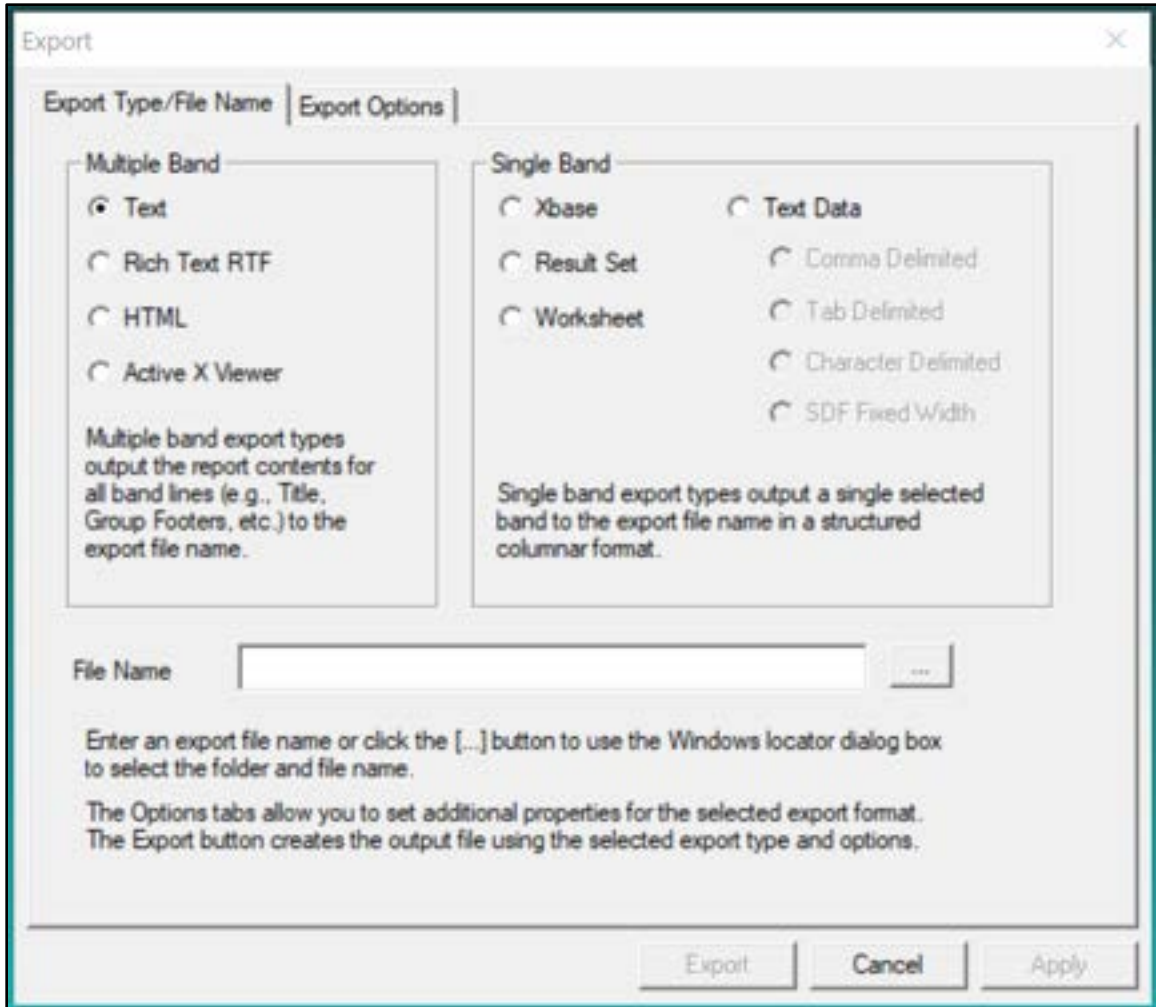 Export
Export Type/File Name
Export Options
Multiple Band
Text
Rich Text RTF
HTML
Active X Viewer
Multiple band export types
output the report contents for
all band lines (e.g., Title,
Group Footers, etc.) to the
export file name.
Single Band
Xbase
Result Set
Worksheet
Text Data
Comma Delimited
Tab Delimited
Character Delimited
SDF Fixed Width
Single band export types output a single selected
band to the export file name in a structured
columnar format.
File Name
...
Enter an export file name or click the [...] button to use the Windows locator dialog box
to select the folder and file name.
The Options tabs allow you to set additional properties for the selected export format.
The Export button creates the output file using the selected export type and options.
Export
Cancel
Apply